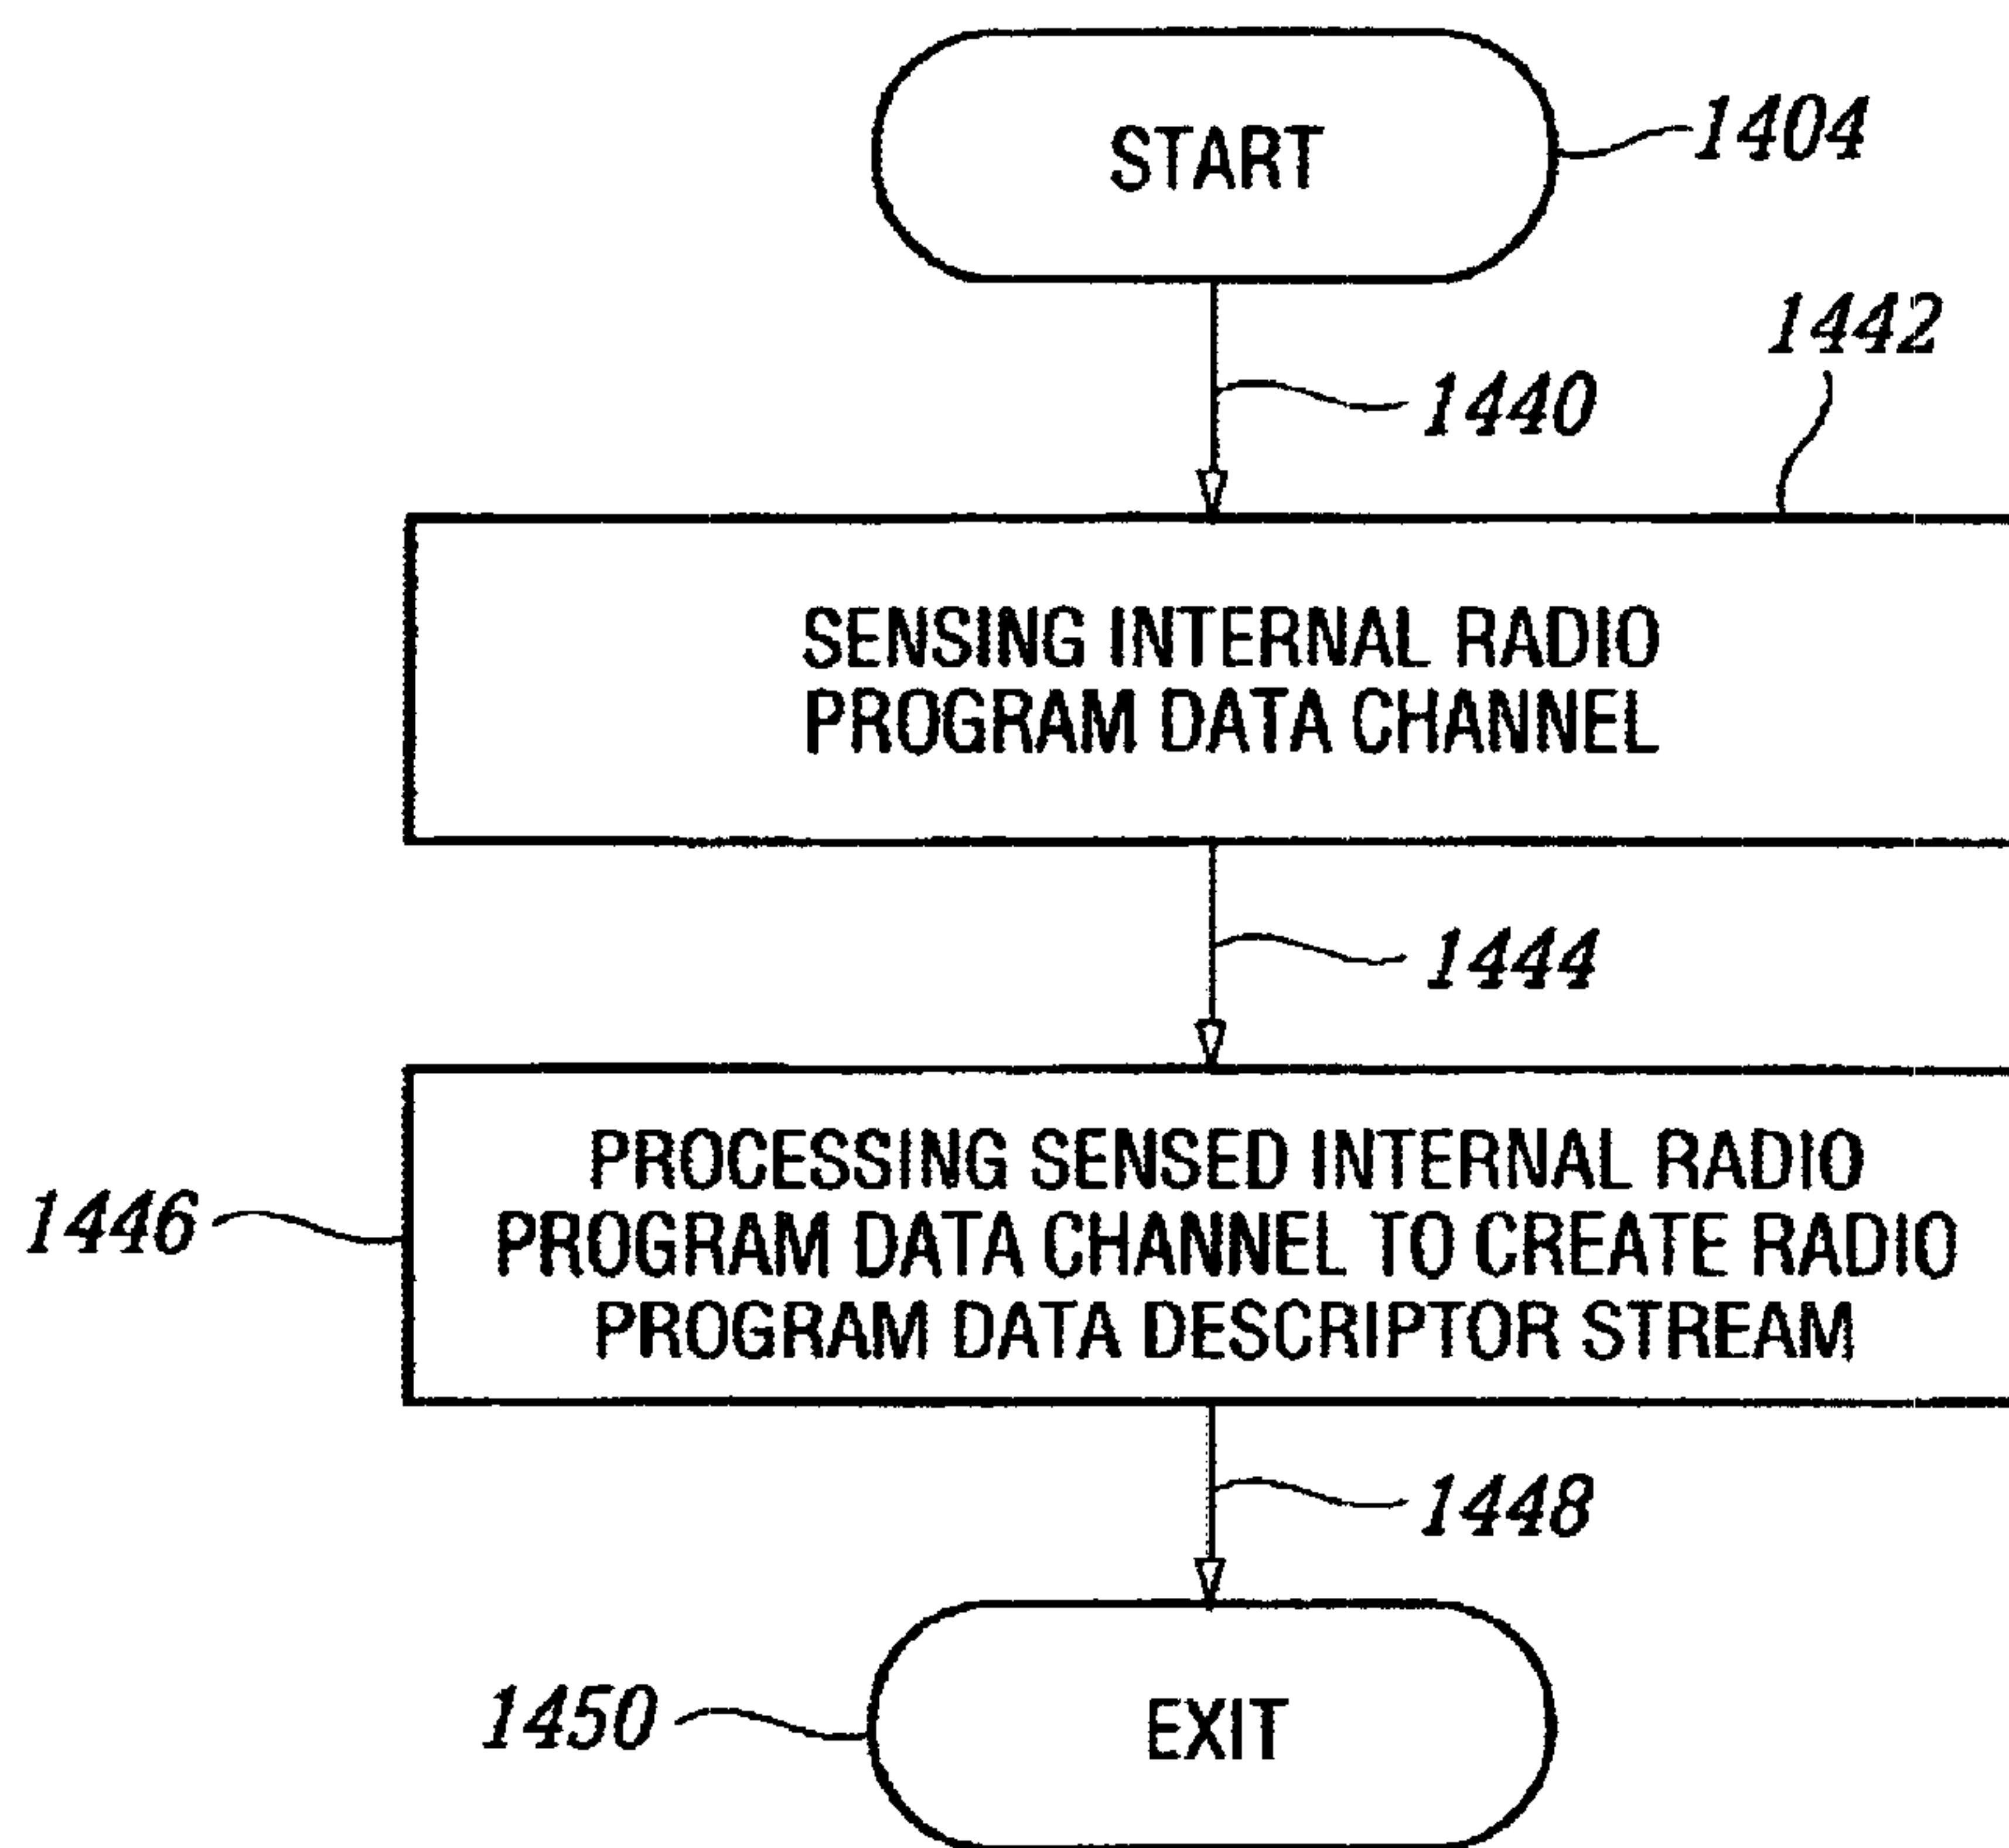 START
1404
1442
1440
SENSING INTERNAL RADIO
PROGRAM DATA CHANNEL
1444
PROCESSING SENSED INTERNAL RADIO
PROGRAM DATA CHANNEL TO CREATE RADIO
PROGRAM DATA DESCRIPTOR STREAM
1446
1448
1450
EXIT